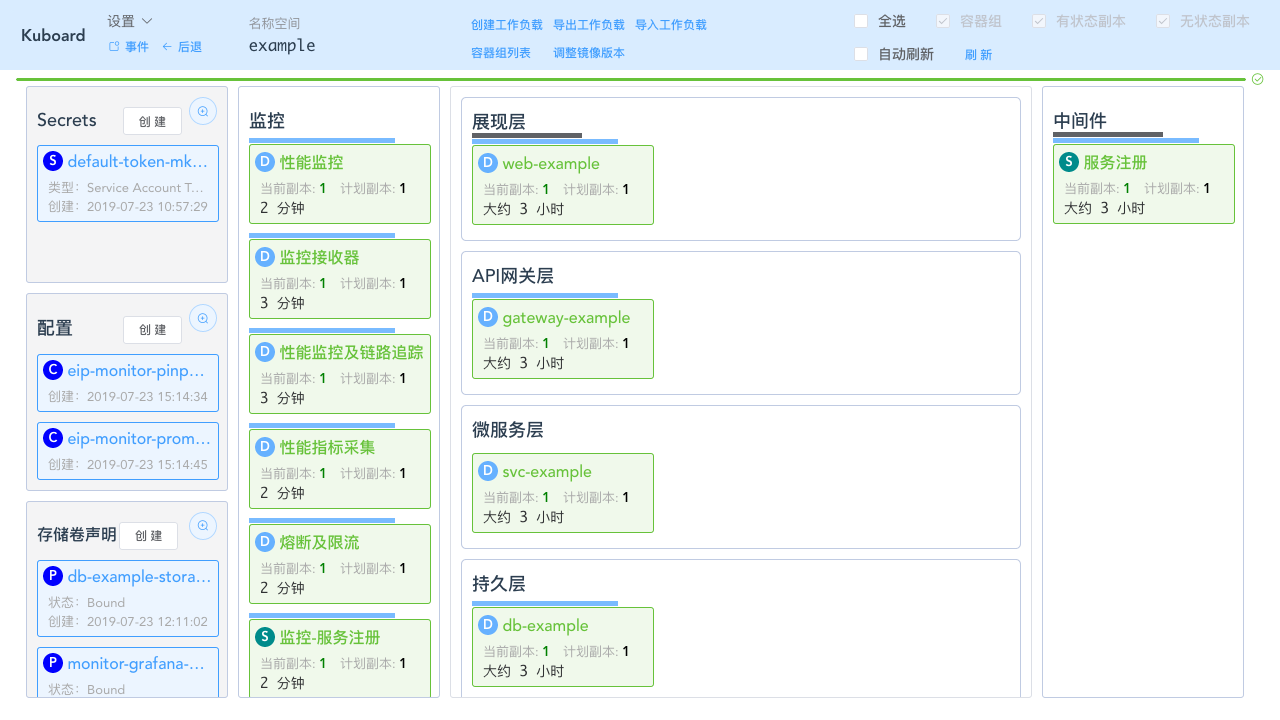 Kuboard
设置
事件 后退
名称空间
example
创建工作负载 导出工作负载 导入工作负载
容器组列表 调整镜像版本
全选 容器组 有状态副本 无状态副本
自动刷新 刷 新
Secrets
创 建
S default-token-mk...
类型：Service Account T...
创建：2019-07-23 10:57:29
配置
创 建
C eip-monitor-pinp...
创建：2019-07-23 15:14:34
C eip-monitor-prom...
创建：2019-07-23 15:14:45
存储卷声明
创 建
P db-example-stora...
状态：Bound
创建：2019-07-23 12:11:02
P monitor-grafana-...
状态：Bound
监控
D 性能监控
当前副本: 1 计划副本: 1
2 分钟
D 监控接收器
当前副本: 1 计划副本: 1
3 分钟
D 性能监控及链路追踪
当前副本: 1 计划副本: 1
3 分钟
D 性能指标采集
当前副本: 1 计划副本: 1
2 分钟
D 熔断及限流
当前副本: 1 计划副本: 1
2 分钟
S 监控-服务注册
当前副本: 1 计划副本: 1
2 分钟
展现层
D web-example
当前副本: 1 计划副本: 1
大约 3 小时
API网关层
D gateway-example
当前副本: 1 计划副本: 1
大约 3 小时
微服务层
D svc-example
当前副本: 1 计划副本: 1
大约 3 小时
持久层
D db-example
当前副本: 1 计划副本: 1
大约 3 小时
中间件
S 服务注册
当前副本: 1 计划副本: 1
大约 3 小时